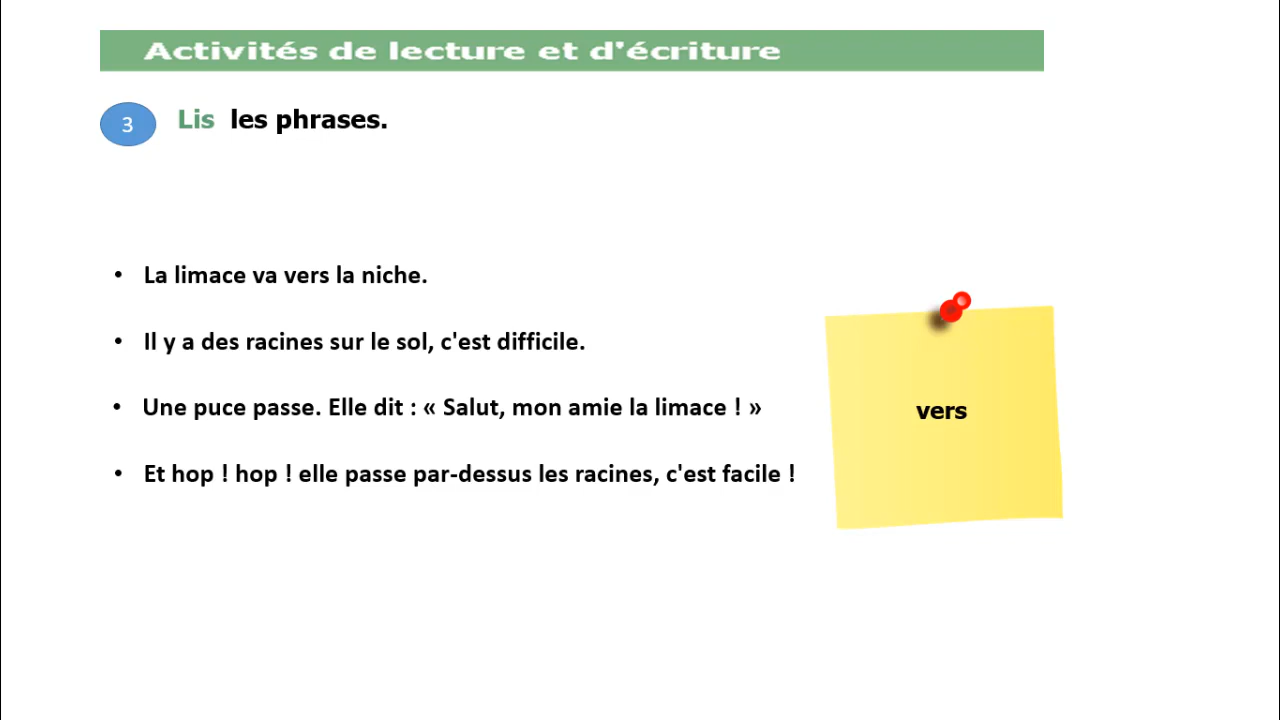 Activités de lecture et d'écriture
3 Lis les phrases.
• La limace va vers la niche.
• Il y a des racines sur le sol, c'est difficile.
• Une puce passe. Elle dit : « Salut, mon amie la limace ! »
• Et hop ! hop ! elle passe par-dessus les racines, c'est facile !
vers